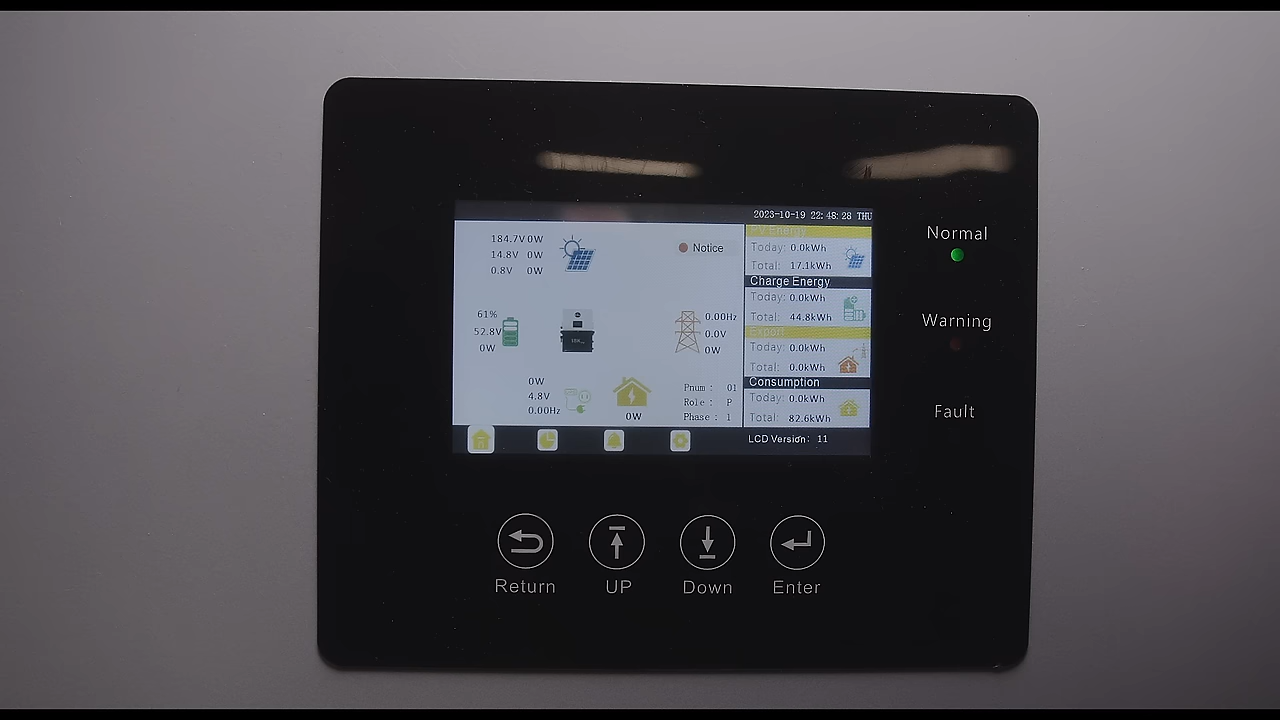 2023-10-19 22:48:28 THU
184.7V 0W
14.8V 0W
0.8V 0W
Notice
61%
52.8V
0W
0.00Hz
0.0V
0W
0W
4.8V
0.00Hz
0W
Pnum : 01
Role : P
Phase : 1
PV Energy
Today: 0.0kWh
Total: 17.1kWh
Charge Energy
Today: 0.0kWh
Total: 44.8kWh
Export
Today: 0.0kWh
Total: 0.0kWh
Consumption
Today: 0.0kWh
Total: 82.6kWh
LCD Version: 11
Normal
Warning
Fault
Return
UP
Down
Enter